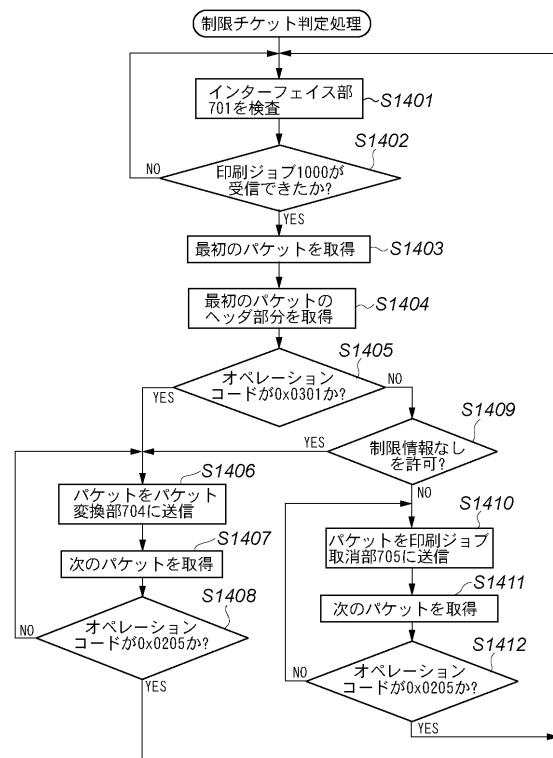 制限チケット判定処理
インターフェイス部
701を検査
S1401
S1402
印刷ジョブ1000が
受信できたか?
NO
YES
最初のパケットを取得
S1403
最初のパケットの
ヘッダ部分を取得
S1404
S1405
オペレーション
コードが0x0301か?
YES
NO
S1409
制限情報なし
を許可?
YES
NO
S1406
パケットをパケット
変換部704に送信
S1407
次のパケットを取得
S1408
オペレーション
コードが0x0205か?
NO
YES
S1410
パケットを印刷ジョブ
取消部705に送信
S1411
次のパケットを取得
S1412
オペレーション
コードが0x0205か?
NO
YES